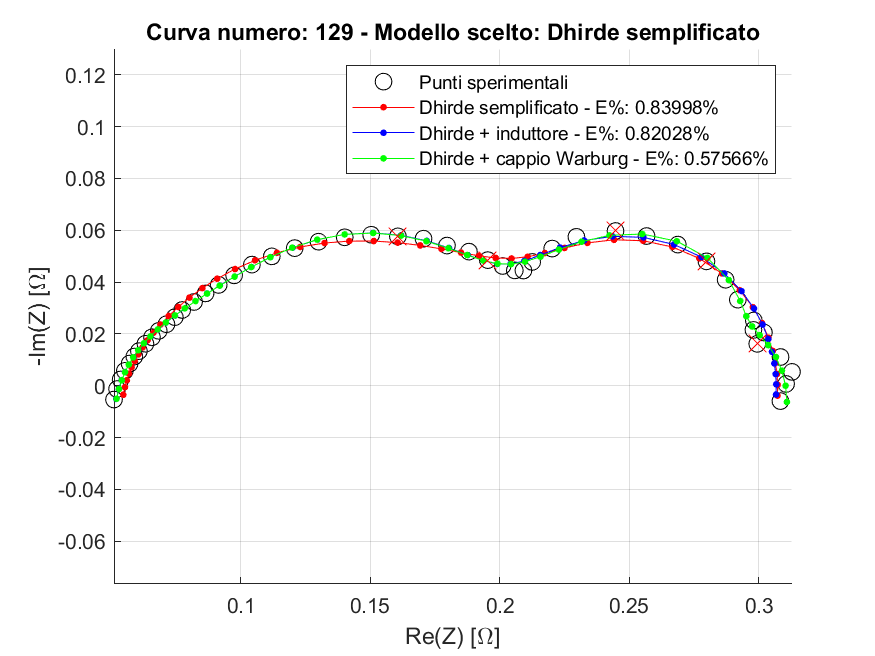 Curva numero: 129 - Modello scelto: Dhirde semplificato
Punti sperimentali
Dhirde semplificato - E%: 0.83998%
Dhirde + induttore - E%: 0.82028%
Dhirde + cappio Warburg - E%: 0.57566%
0.12
0.1
0.08
0.06
0.04
0.02
0
-0.02
-0.04
-0.06
-Im(Z) [Ω]
0.1
0.15
0.2
0.25
0.3
Re(Z) [Ω]